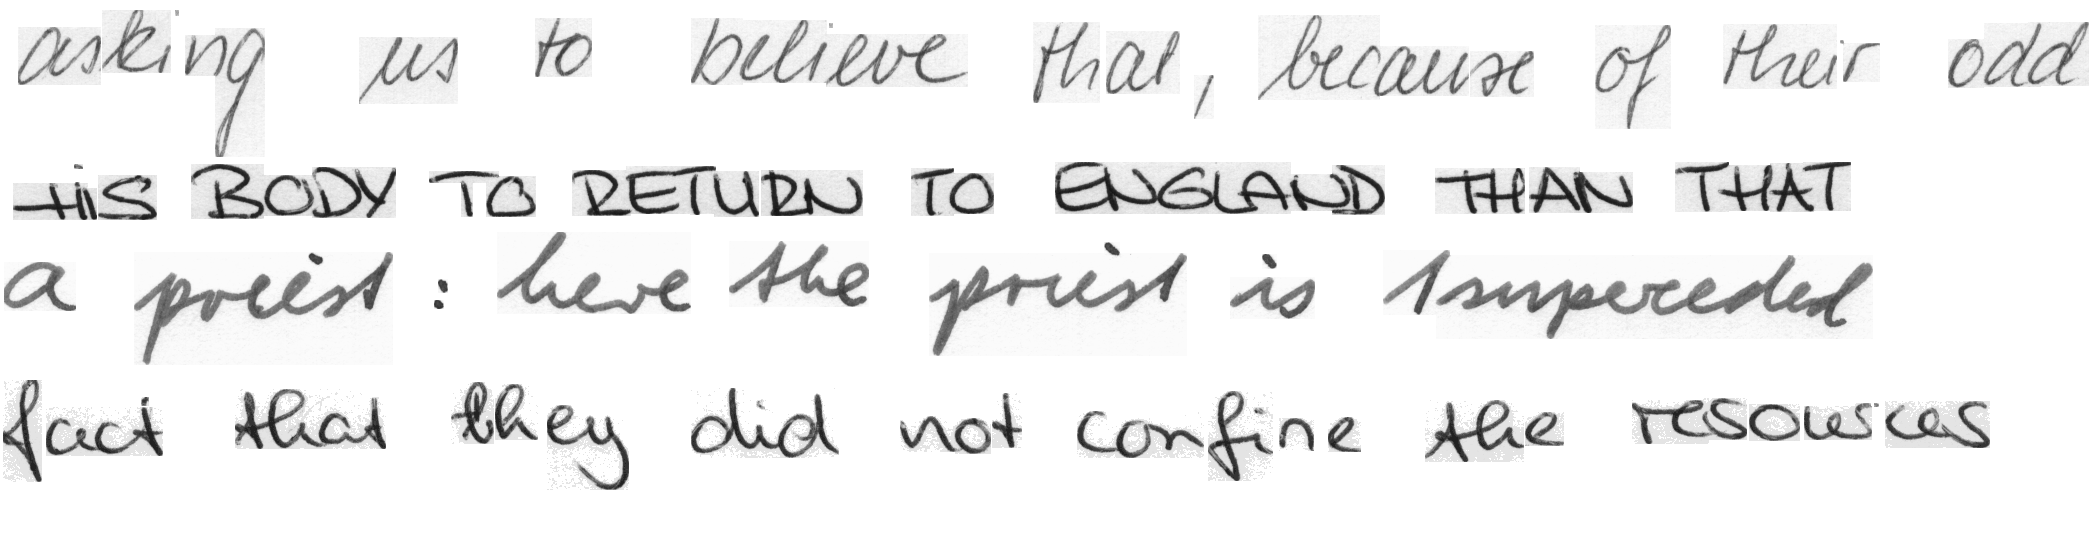 asking us to believe that, because of their odd
HIS BODY TO RETURN TO ENGLAND THAN THAT
a priest : here the priest is superceded
fact that they did not confine the resources